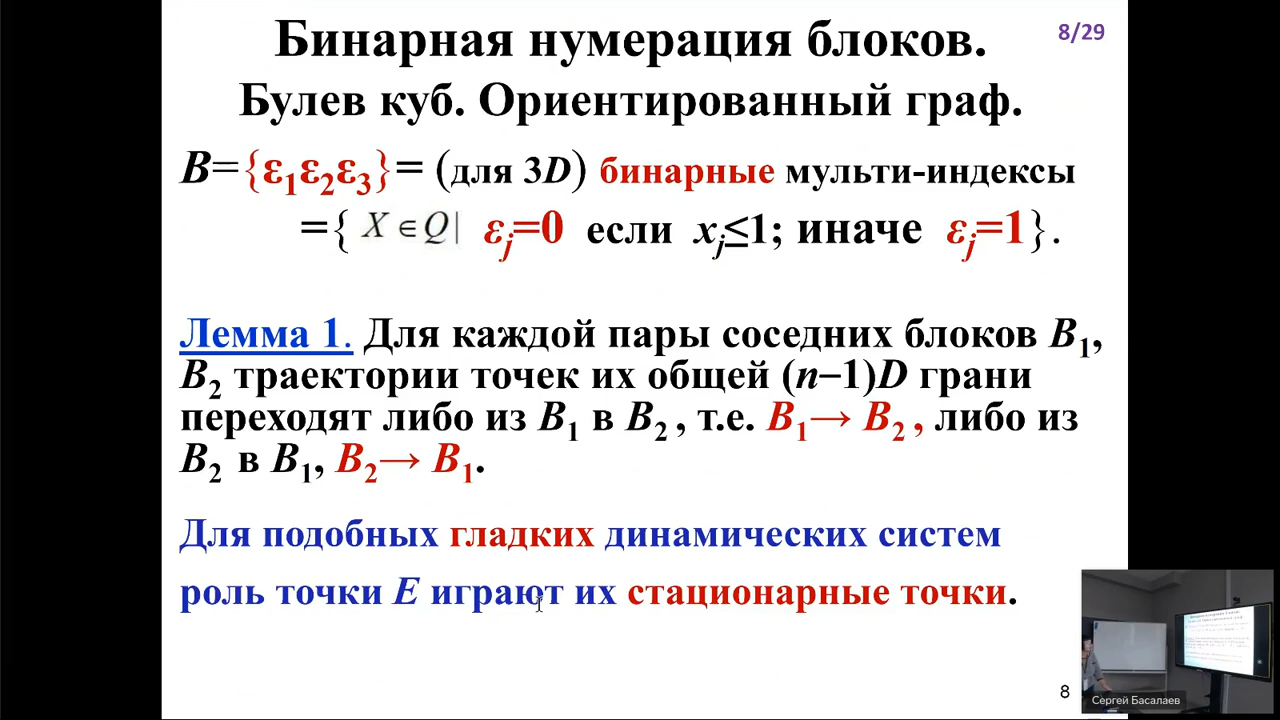 Бинарная нумерация блоков.
8/29
Булев куб. Ориентированный граф.
B={ε₁ε₂ε₃}= (для 3D) бинарные мульти-индексы
={ X ∈ Q| εⱼ=0 если xⱼ≤1; иначе εⱼ=1}.
Лемма 1. Для каждой пары соседних блоков B₁,
B₂ траектории точек их общей (n−1)D грани
переходят либо из B₁ в B₂ , т.е. B₁→ B₂ , либо из
B₂ в B₁, B₂→ B₁.
Для подобных гладких динамических систем
роль точки E играют их стационарные точки.
8
Сергей Басалаев